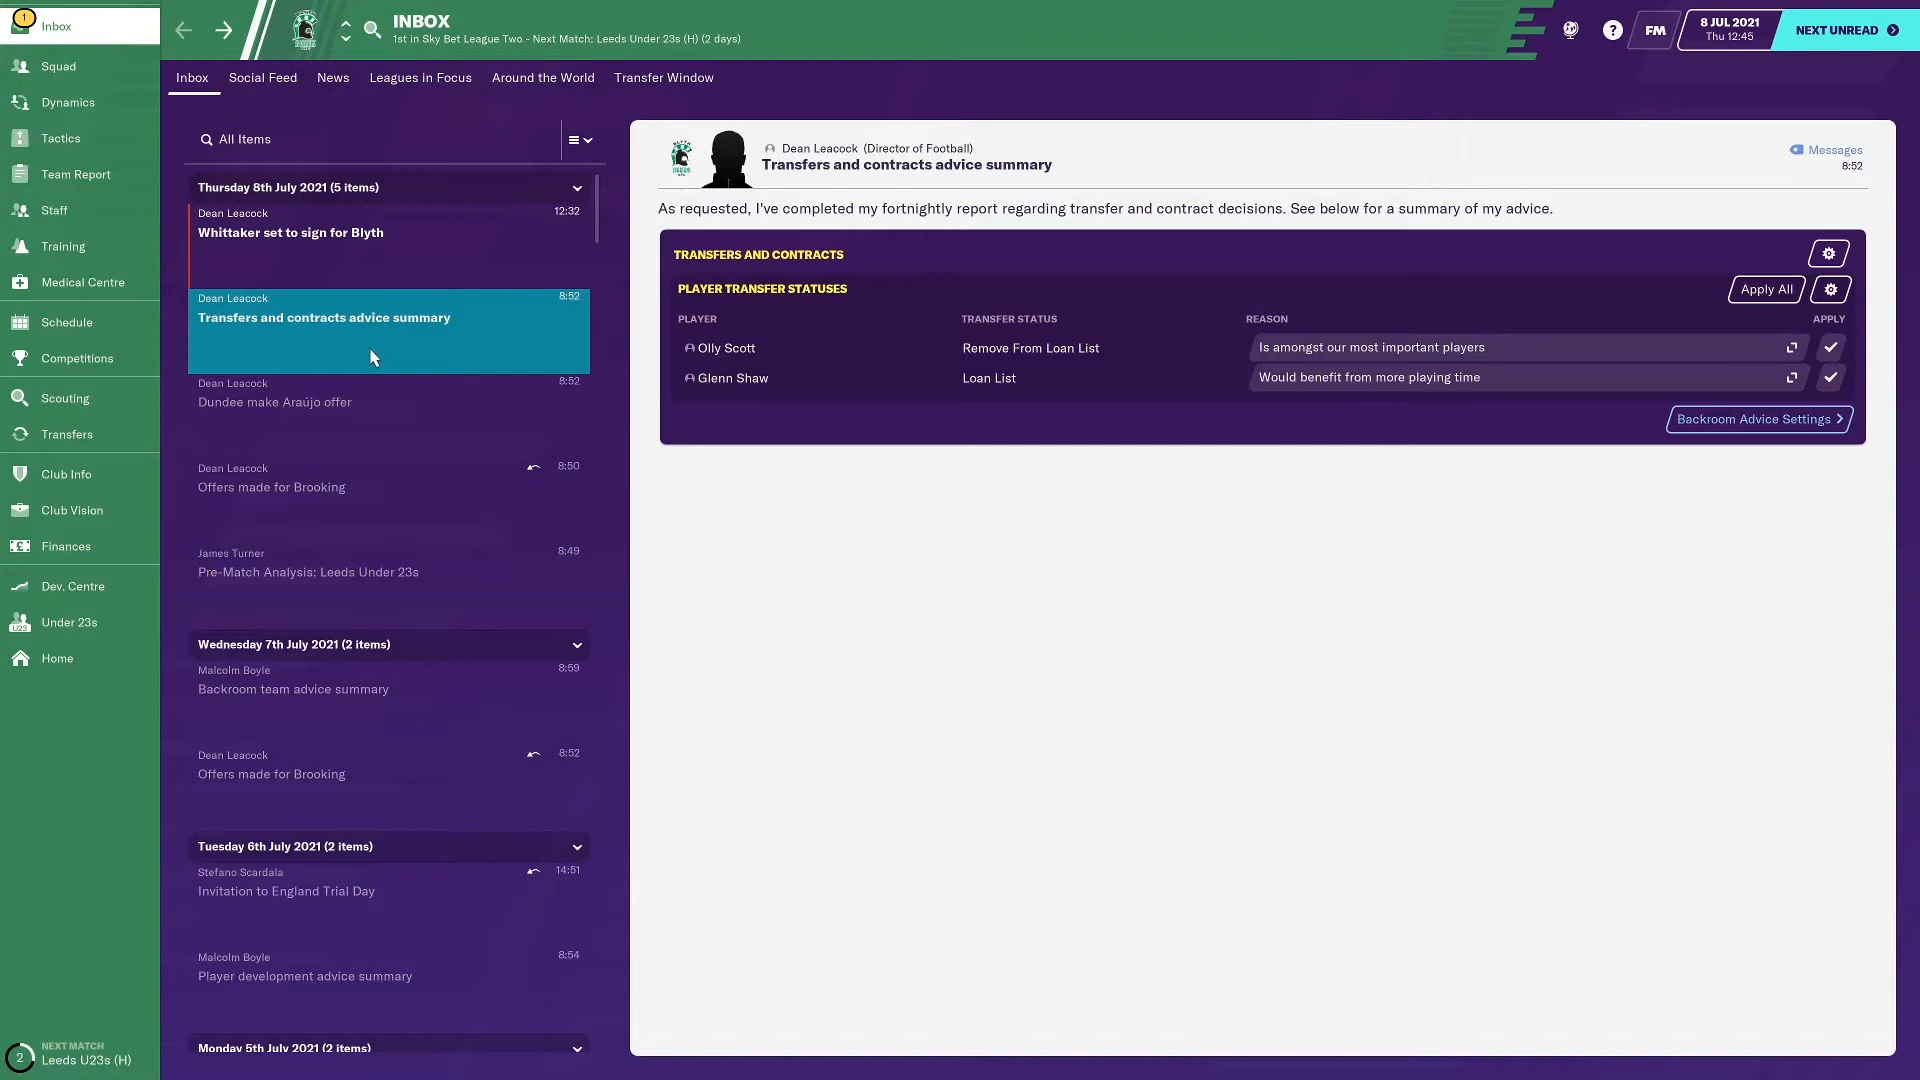 1
Inbox
Squad
Dynamics
Tactics
Team Report
Staff
Training
Medical Centre
Schedule
Competitions
Scouting
Transfers
Club Info
Club Vision
Finances
Dev. Centre
U23
Under 23s
Home
2
NEXT MATCH
Leeds U23s (H)
INBOX
1st in Sky Bet League Two - Next Match: Leeds Under 23s (H) (2 days)
?
FM
8 JUL 2021
Thu 12:45
NEXT UNREAD
Inbox
Social Feed
News
Leagues in Focus
Around the World
Transfer Window
All Items
Thursday 8th July 2021 (5 items)
Dean Leacock 12:32
Whittaker set to sign for Blyth
Dean Leacock 8:52
Transfers and contracts advice summary
Dean Leacock 8:52
Dundee make Araújo offer
Dean Leacock 8:50
Offers made for Brooking
James Turner 8:49
Pre-Match Analysis: Leeds Under 23s
Wednesday 7th July 2021 (2 items)
Malcolm Boyle 8:59
Backroom team advice summary
Dean Leacock 8:52
Offers made for Brooking
Tuesday 6th July 2021 (2 items)
Stefano Scardala 14:51
Invitation to England Trial Day
Malcolm Boyle 8:54
Player development advice summary
Monday 5th July 2021 (2 items)
Dean Leacock (Director of Football)
Transfers and contracts advice summary
Messages
8:52
As requested, I've completed my fortnightly report regarding transfer and contract decisions. See below for a summary of my advice.
TRANSFERS AND CONTRACTS
PLAYER TRANSFER STATUSES
Apply All
PLAYER TRANSFER STATUS REASON APPLY
Olly Scott Remove From Loan List Is amongst our most important players
Glenn Shaw Loan List Would benefit from more playing time
Backroom Advice Settings